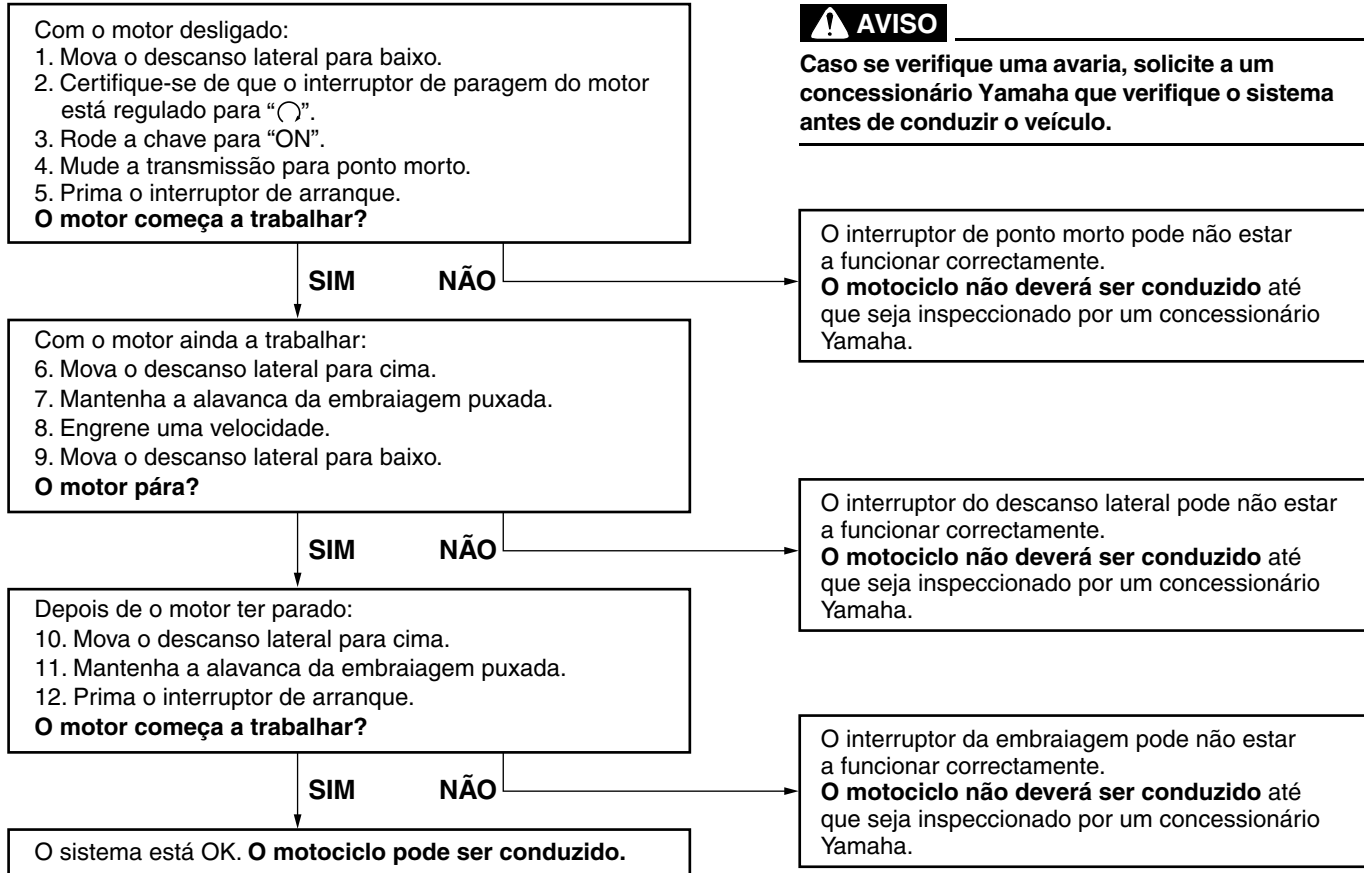 Com o motor desligado:
1. Mova o descanso lateral para baixo.
2. Certifique-se de que o interruptor de paragem do motor
está regulado para “ ”.
3. Rode a chave para “ON”.
4. Mude a transmissão para ponto morto.
5. Prima o interruptor de arranque.
O motor começa a trabalhar?
AVISO
Caso se verifique uma avaria, solicite a um
concessionário Yamaha que verifique o sistema
antes de conduzir o veículo.
SIM NÃO
O interruptor de ponto morto pode não estar
a funcionar correctamente.
O motociclo não deverá ser conduzido até
que seja inspeccionado por um concessionário
Yamaha.
Com o motor ainda a trabalhar:
6. Mova o descanso lateral para cima.
7. Mantenha a alavanca da embraiagem puxada.
8. Engrene uma velocidade.
9. Mova o descanso lateral para baixo.
O motor pára?
SIM NÃO
O interruptor do descanso lateral pode não estar
a funcionar correctamente.
O motociclo não deverá ser conduzido até
que seja inspeccionado por um concessionário
Yamaha.
Depois de o motor ter parado:
10. Mova o descanso lateral para cima.
11. Mantenha a alavanca da embraiagem puxada.
12. Prima o interruptor de arranque.
O motor começa a trabalhar?
SIM NÃO
O interruptor da embraiagem pode não estar
a funcionar correctamente.
O motociclo não deverá ser conduzido até
que seja inspeccionado por um concessionário
Yamaha.
O sistema está OK. O motociclo pode ser conduzido.